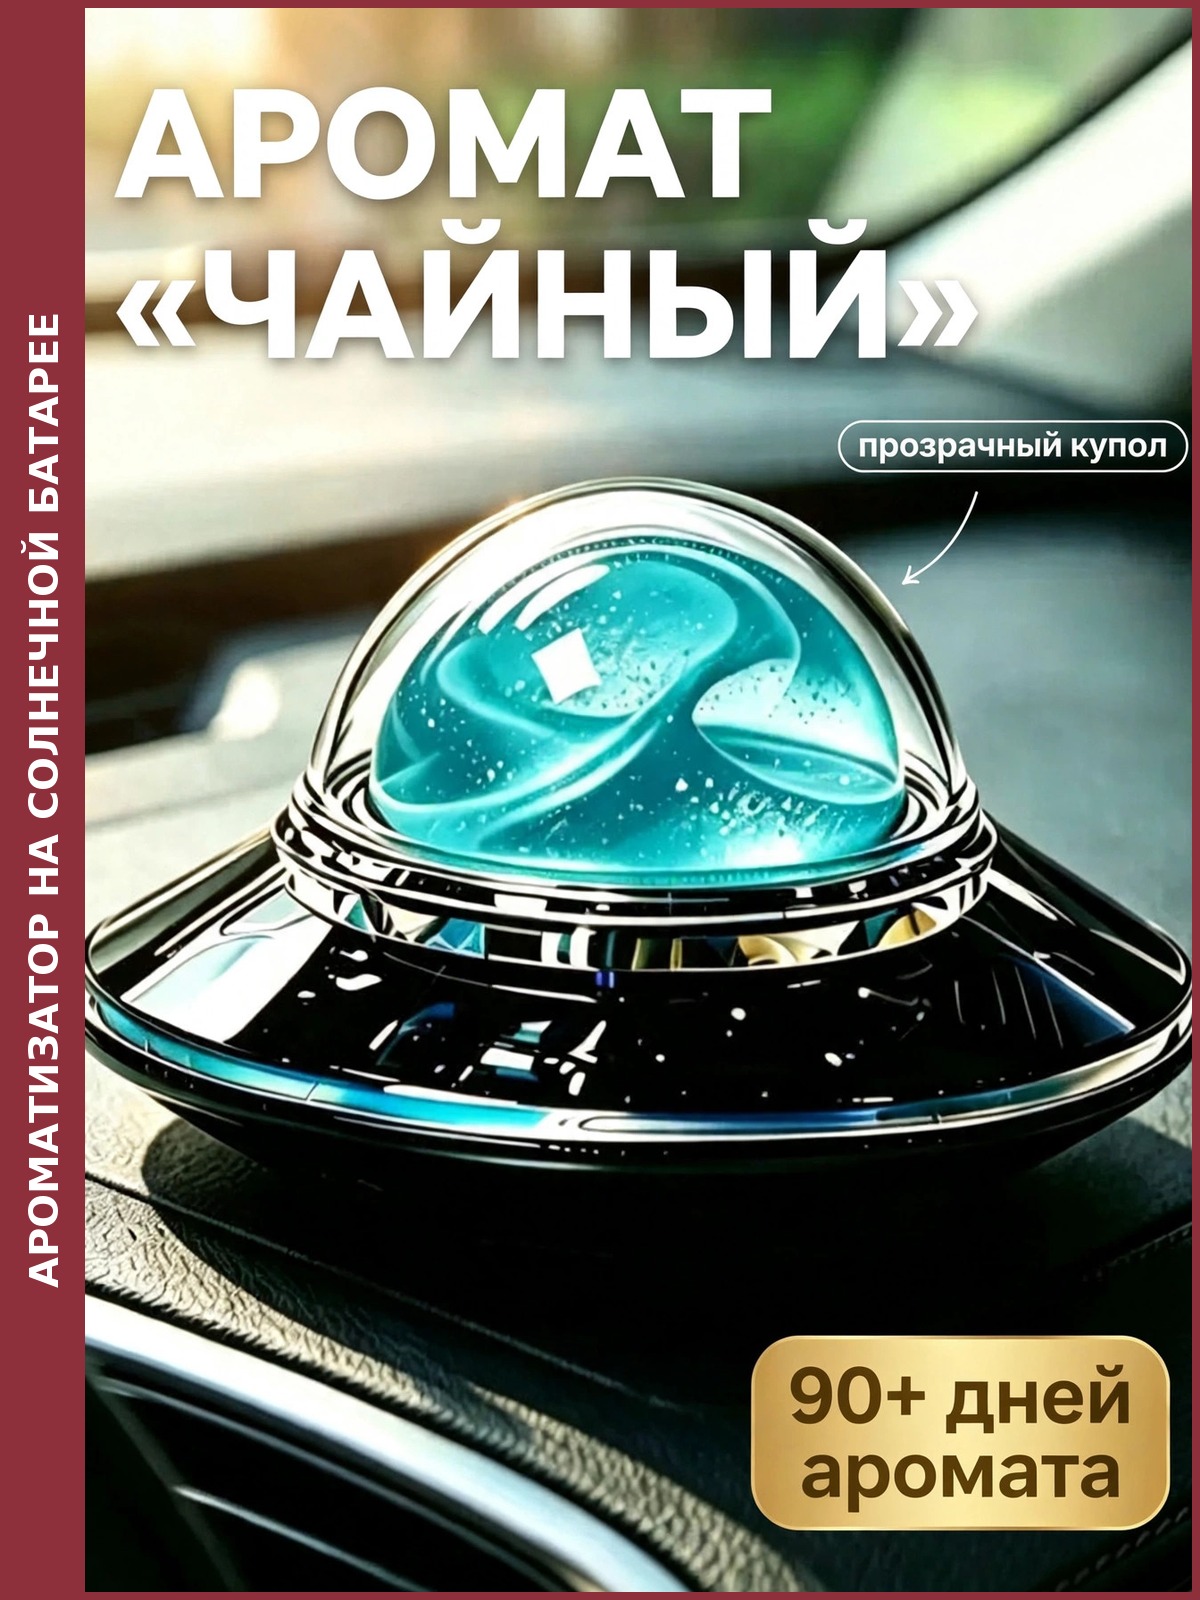 АРОМАТ
«ЧАЙНЫЙ»
прозрачный купол
АРОМАТИЗАТОР НА СОЛНЕЧНОЙ БАТАРЕЕ
90+ дней
аромата